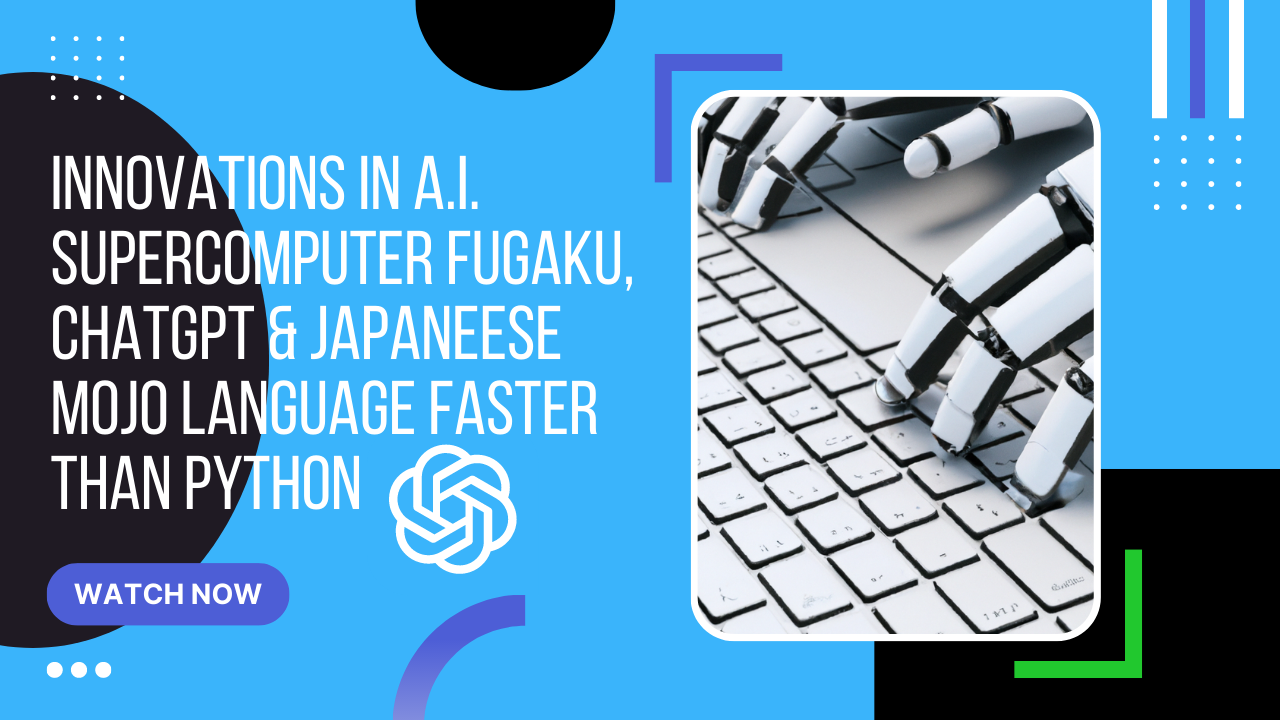 INNOVATIONS IN A.I.
SUPERCOMPUTER FUGAKU,
CHATGPT & JAPANEESE
MOJO LANGUAGE FASTER
THAN PYTHON
WATCH NOW